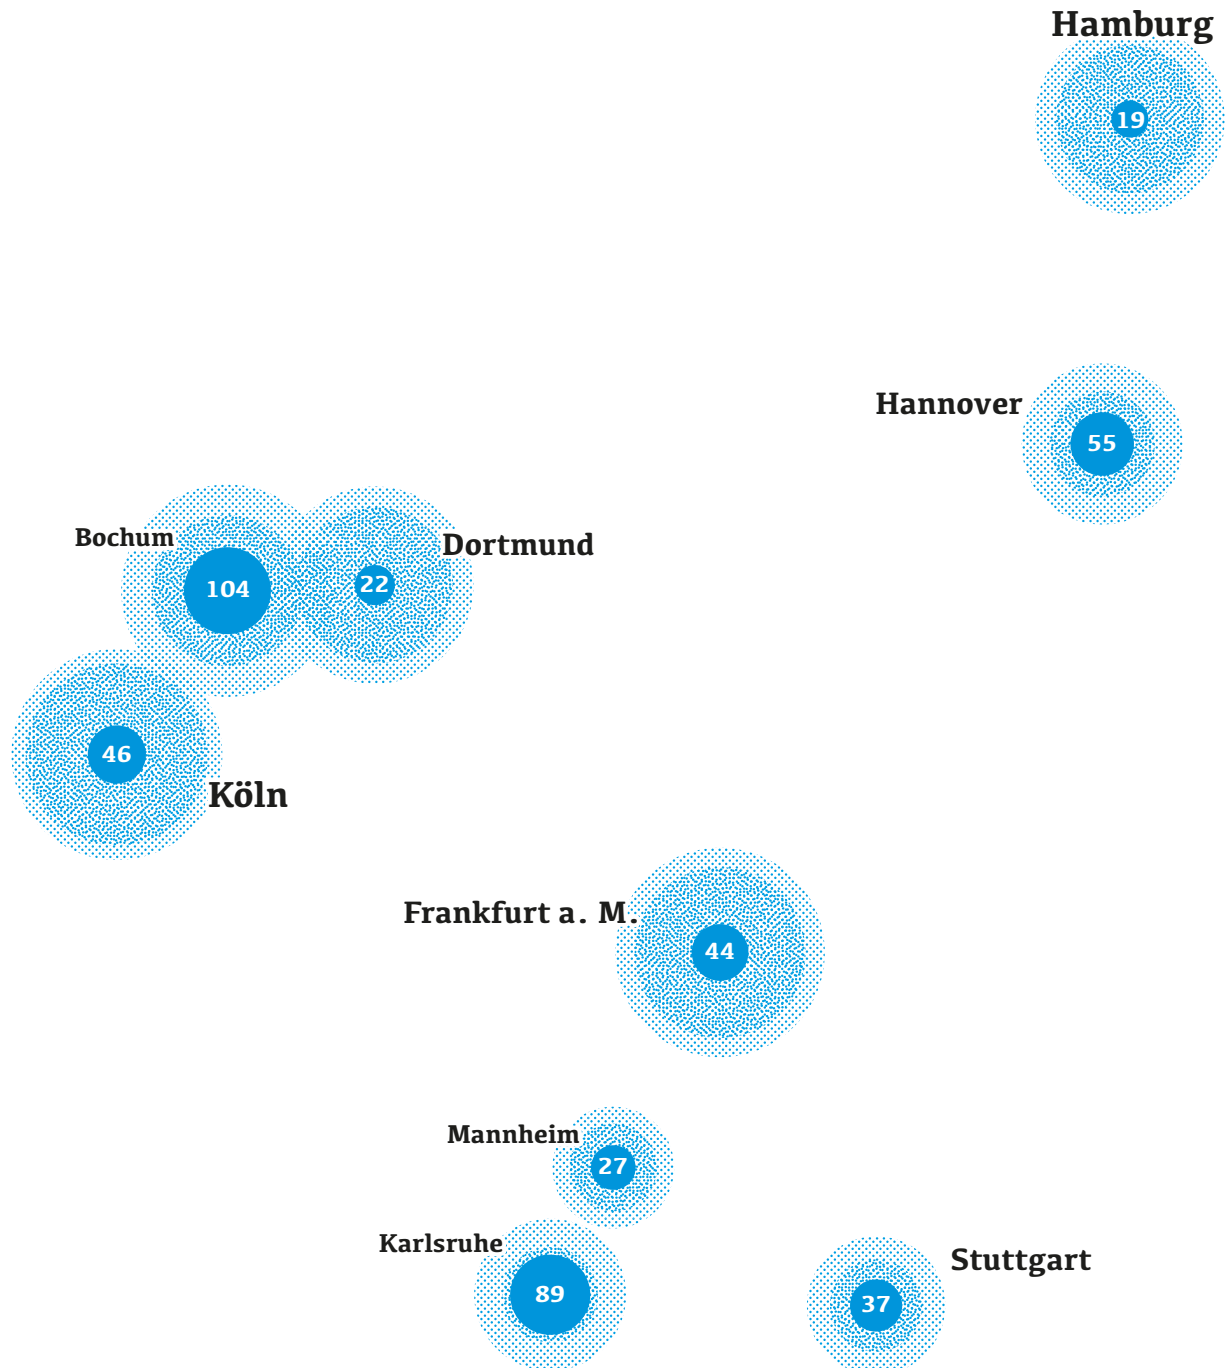 Hamburg
19
Hannover
55
Bochum
104
Dortmund
22
46
Köln
Frankfurt a. M.
44
Mannheim
27
Karlsruhe
89
Stuttgart
37